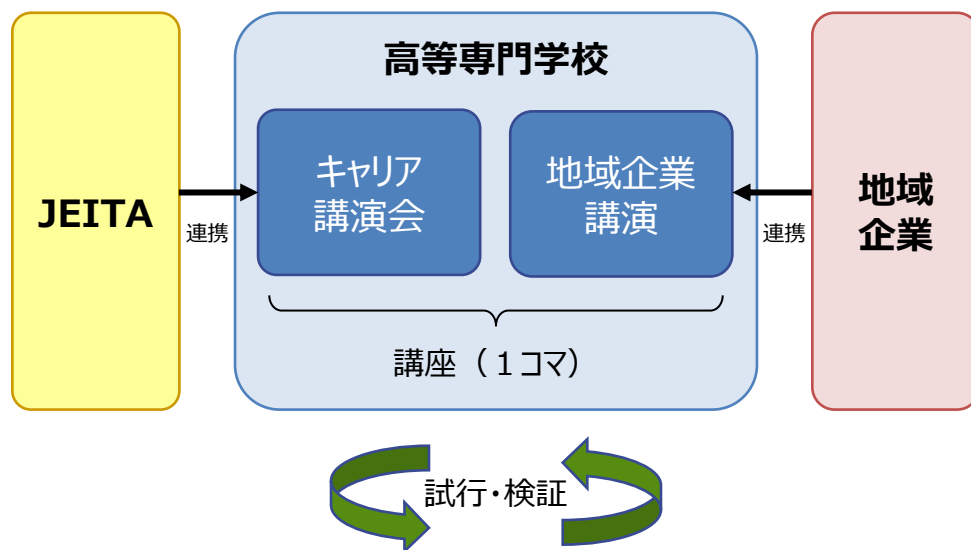 高等専門学校
キャリア
講演会
地域企業
講演
JEITA
連携
連携
地域
企業
講座（１コマ）
試行・検証